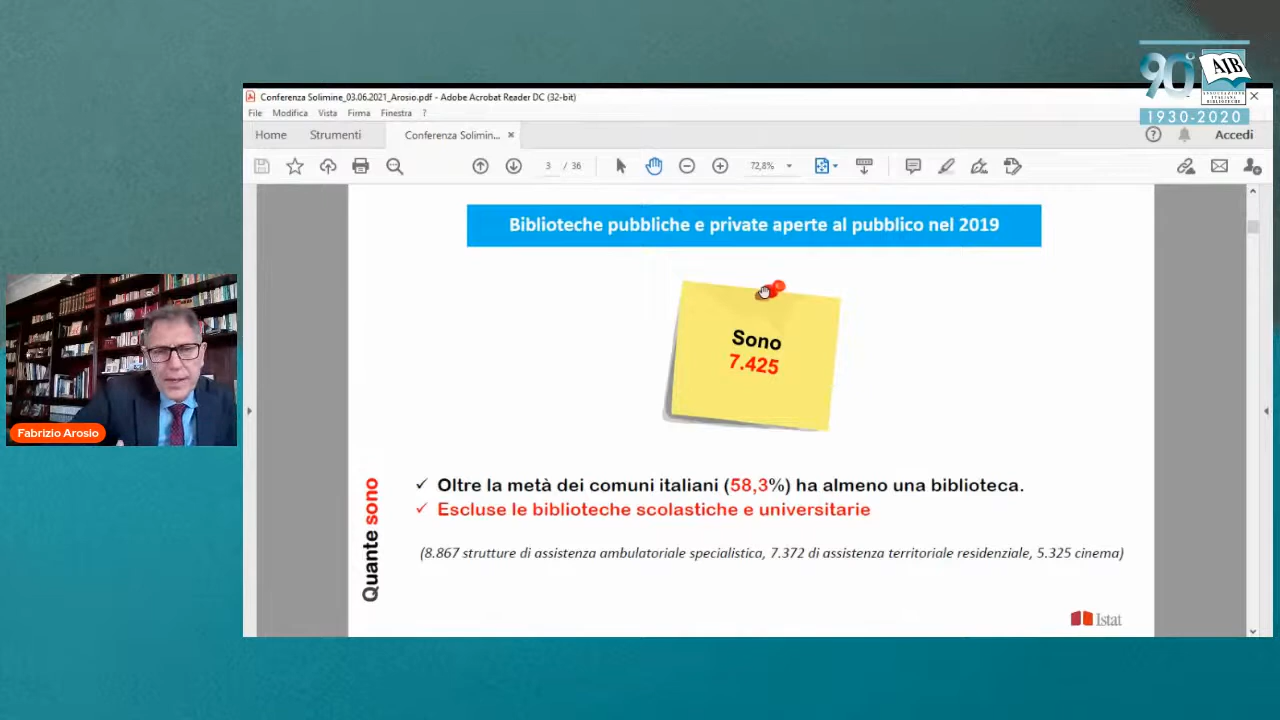 90°
AIB
ASSOCIAZIONE
ITALIANA
BIBLIOTECHE
1930-2020
Conferenza Solimine_03.06.2021_Arosio.pdf - Adobe Acrobat Reader DC (32-bit)
File Modifica Vista Firma Finestra ?
Home Strumenti Conferenza Solimin... × Accedi
3 / 36 72,8%
Biblioteche pubbliche e private aperte al pubblico nel 2019
Sono
7.425
Fabrizio Arosio
Quante sono
✓ Oltre la metà dei comuni italiani (58,3%) ha almeno una biblioteca.
✓ Escluse le biblioteche scolastiche e universitarie
(8.867 strutture di assistenza ambulatoriale specialistica, 7.372 di assistenza territoriale residenziale, 5.325 cinema)
Istat